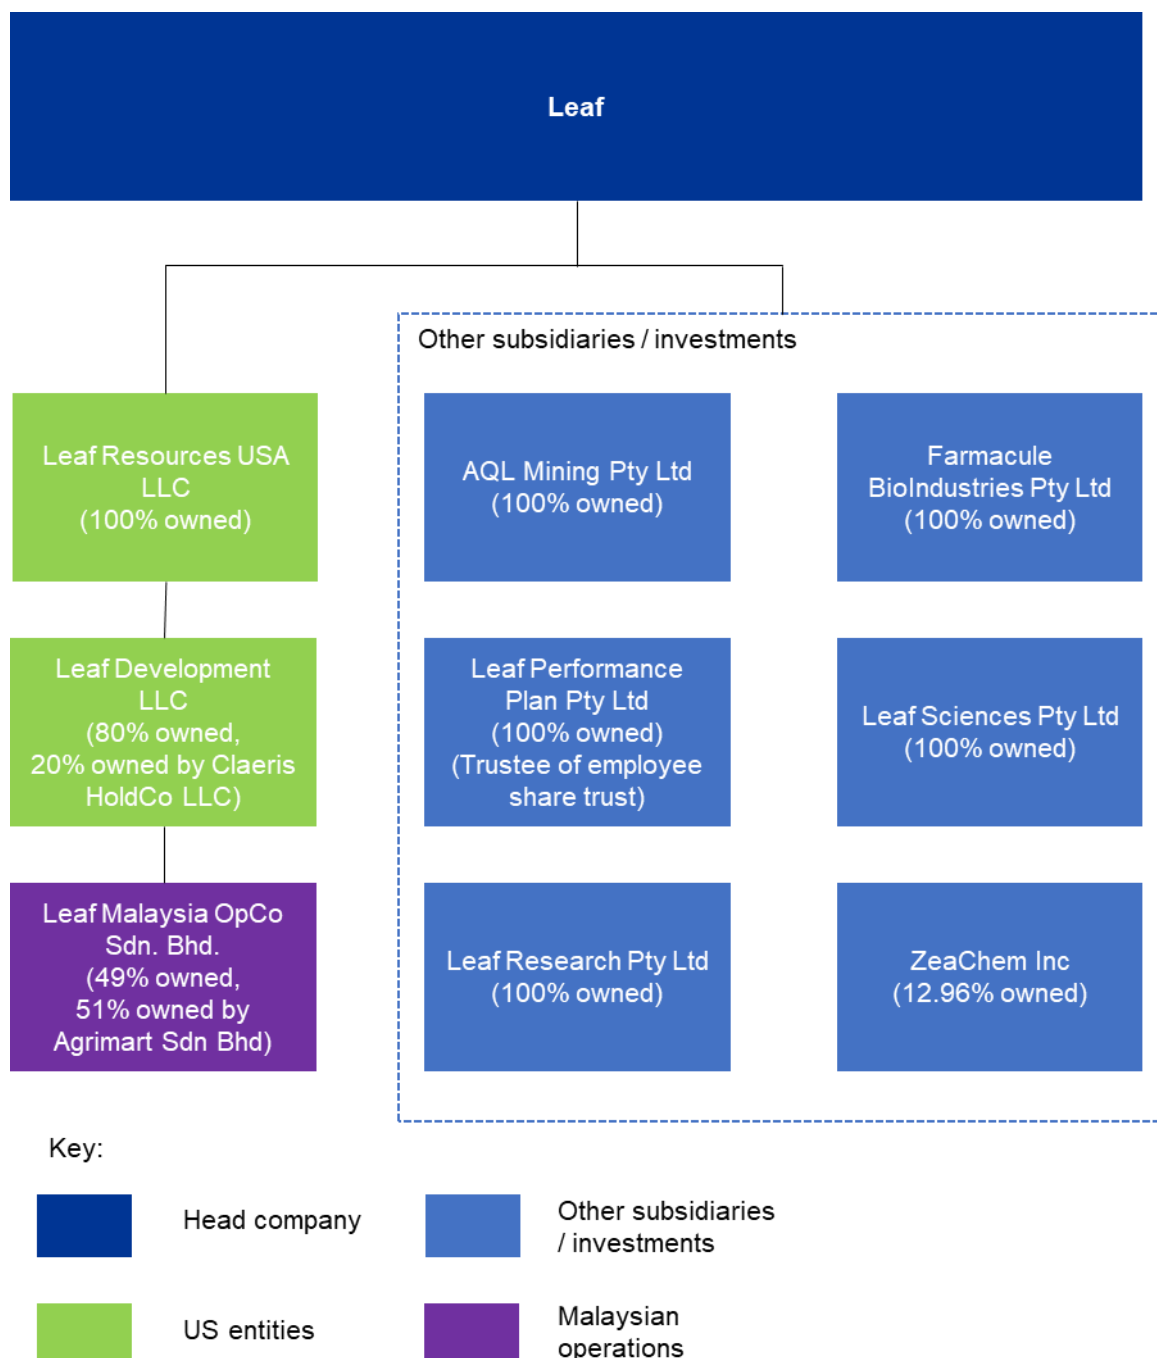 Leaf
Other subsidiaries / investments
Leaf Resources USA
LLC
(100% owned)
AQL Mining Pty Ltd
(100% owned)
Farmacule
BioIndustries Pty Ltd
(100% owned)
Leaf Development
LLC
(80% owned,
20% owned by Claeris
HoldCo LLC)
Leaf Performance
Plan Pty Ltd
(100% owned)
(Trustee of employee
share trust)
Leaf Sciences Pty Ltd
(100% owned)
Leaf Malaysia OpCo
Sdn. Bhd.
(49% owned,
51% owned by
Agrimart Sdn Bhd)
Leaf Research Pty Ltd
(100% owned)
ZeaChem Inc
(12.96% owned)
Key:
Head company
Other subsidiaries
/ investments
US entities
Malaysian
operations